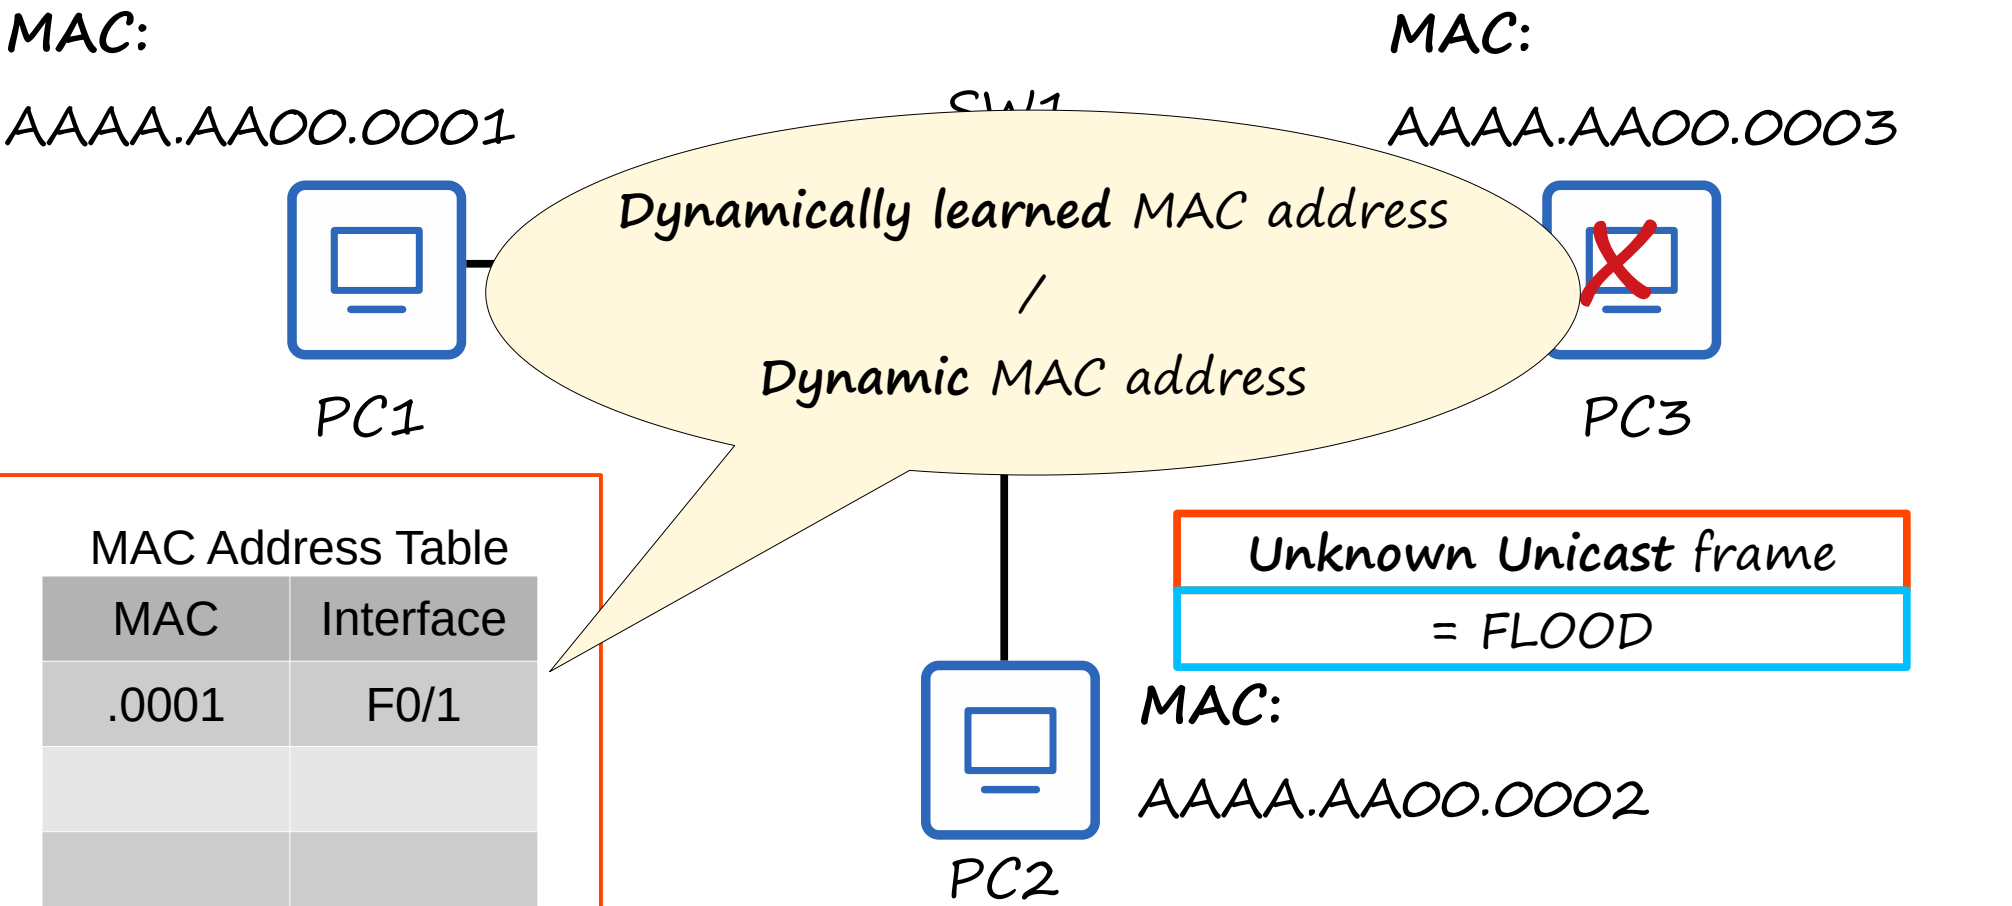 MAC:
AAAA.AA00.0001
SW1
MAC:
AAAA.AA00.0003
Dynamically learned MAC address
/
Dynamic MAC address
PC1
PC3
MAC Address Table
MAC Interface
.0001 F0/1
Unknown Unicast frame
= FLOOD
MAC:
AAAA.AA00.0002
PC2